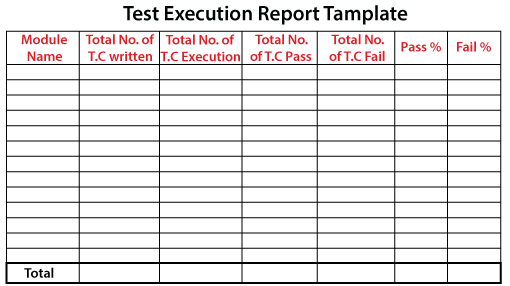 Test Execution Report Tamplate
Module Name
Total No. of T.C written
Total No. of T.C Execution
Total No. of T.C Pass
Total No. of T.C Fail
Pass %
Fail %
Total